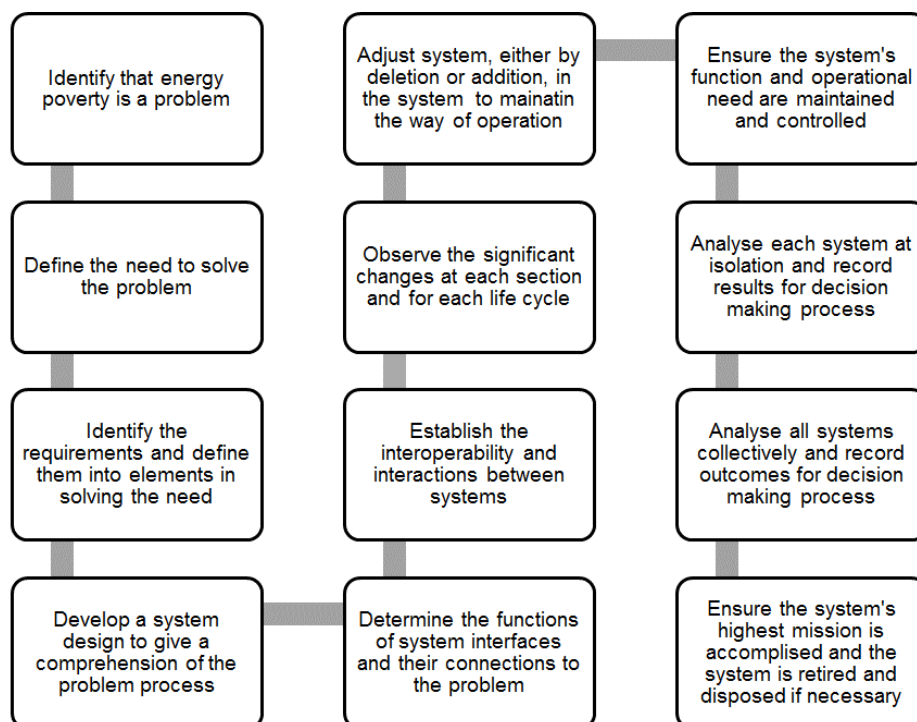 Identify that energy
poverty is a problem
Define the need to solve
the problem
Identify the
requirements and define
them into elements in
solving the need
Develop a system
design to give a
comprehension of the
problem process
Determine the functions
of system interfaces
and their connections to
the problem
Establish the
interoperability and
interactions between
systems
Observe the significant
changes at each section
and for each life cycle
Adjust system, either by
deletion or addition, in
the system to mainatin
the way of operation
Ensure the system's
function and operational
need are maintained
and controlled
Analyse each system at
isolation and record
results for decision
making process
Analyse all systems
collectively and record
outcomes for decision
making process
Ensure the system's
highest mission is
accomplised and the
system is retired and
disposed if necessary